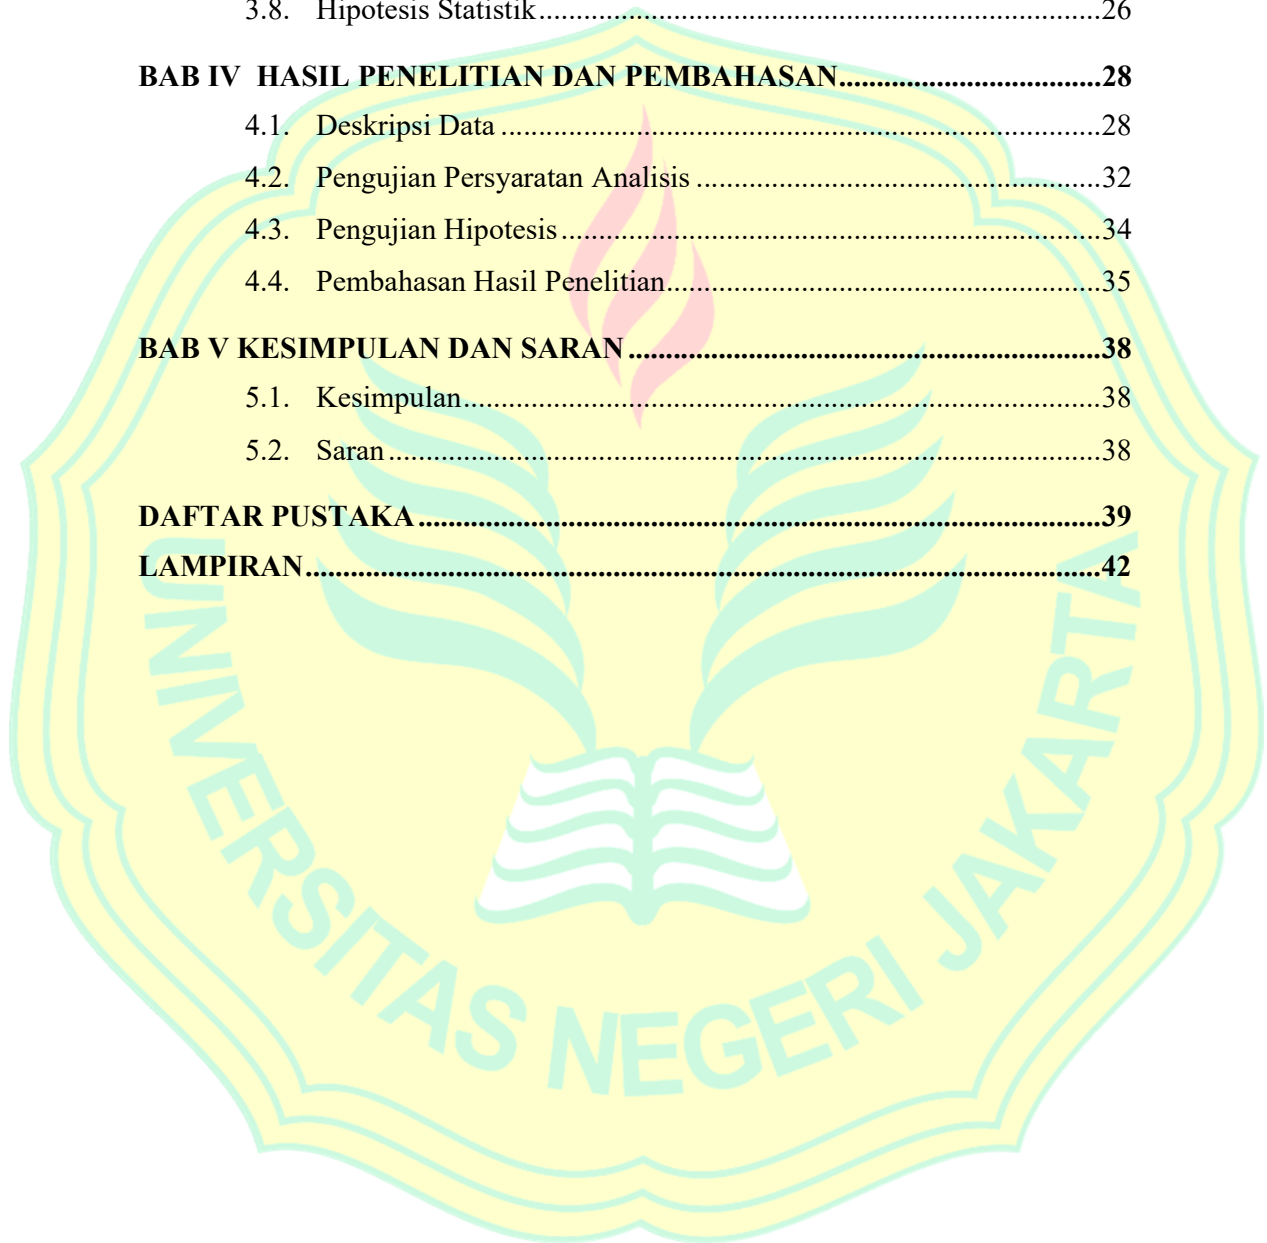 3.8. Hipotesis Statistik..........................................................................26
BAB IV HASIL PENELITIAN DAN PEMBAHASAN..................................28
4.1. Deskripsi Data ...............................................................................28
4.2. Pengujian Persyaratan Analisis .....................................................32
4.3. Pengujian Hipotesis.......................................................................34
4.4. Pembahasan Hasil Penelitian.........................................................35
BAB V KESIMPULAN DAN SARAN.............................................................38
5.1. Kesimpulan....................................................................................38
5.2. Saran..............................................................................................38
DAFTAR PUSTAKA........................................................................................39
LAMPIRAN.......................................................................................................42
UNIVERSITAS NEGERI JAKARTA